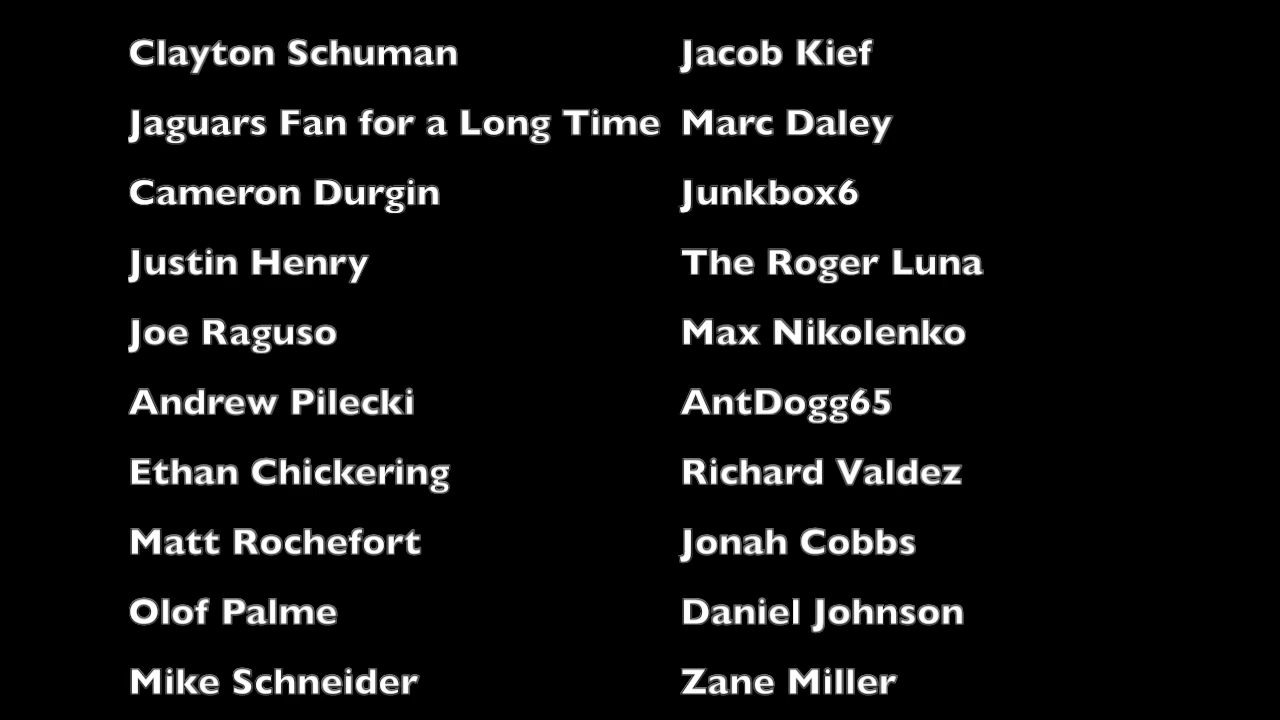 Clayton Schuman
Jaguars Fan for a Long Time
Cameron Durgin
Justin Henry
Joe Raguso
Andrew Pilecki
Ethan Chickering
Matt Rochefort
Olof Palme
Mike Schneider
Jacob Kief
Marc Daley
Junkbox6
The Roger Luna
Max Nikolenko
AntDogg65
Richard Valdez
Jonah Cobbs
Daniel Johnson
Zane Miller